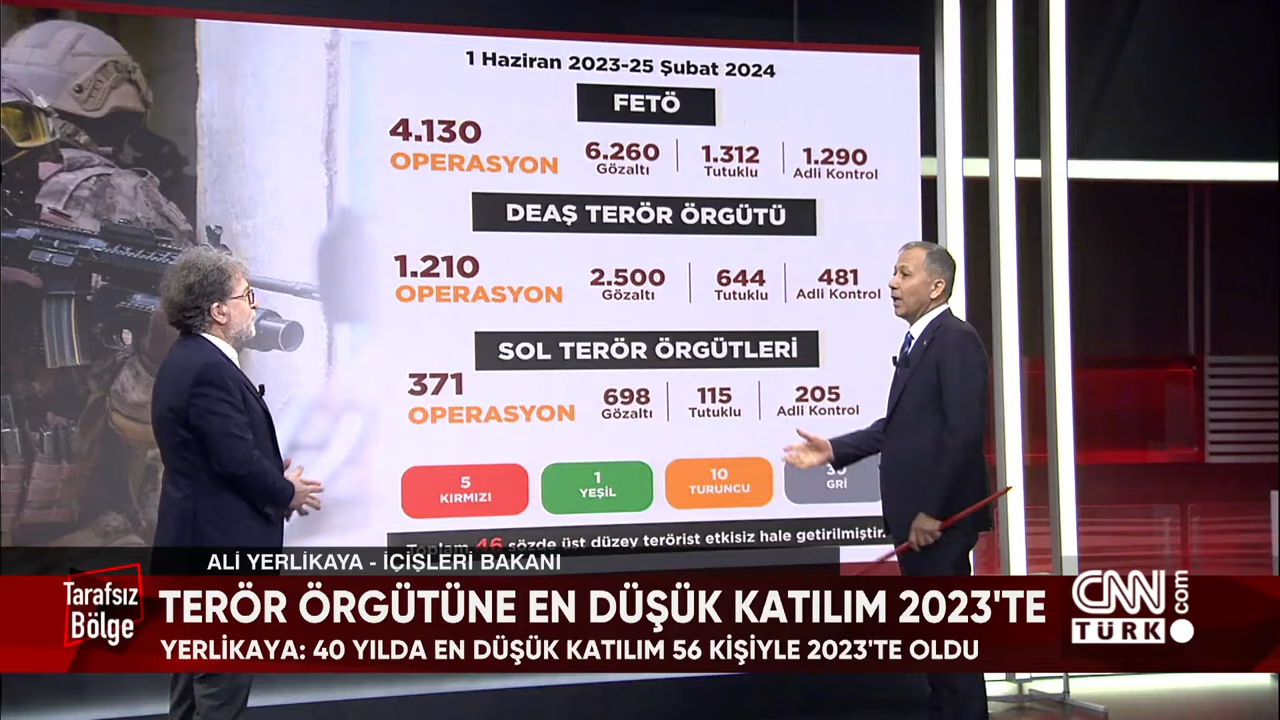 1 Haziran 2023-25 Şubat 2024
FETÖ
4.130
OPERASYON
6.260
Gözaltı
1.312
Tutuklu
1.290
Adli Kontrol
DEAŞ TERÖR ÖRGÜTÜ
1.210
OPERASYON
2.500
Gözaltı
644
Tutuklu
481
Adli Kontrol
SOL TERÖR ÖRGÜTLERİ
371
OPERASYON
698
Gözaltı
115
Tutuklu
205
Adli Kontrol
5
KIRMIZI
1
YEŞİL
10
TURUNCU
GRİ
Toplam 46 sözde üst düzey terörist etkisiz hale getirilmiştir.
ALİ YERLİKAYA - İÇİŞLERİ BAKANI
Tarafsız
Bölge
TERÖR ÖRGÜTÜNE EN DÜŞÜK KATILIM 2023'TE
YERLİKAYA: 40 YILDA EN DÜŞÜK KATILIM 56 KİŞİYLE 2023'TE OLDU
CNN
TÜRK
.com